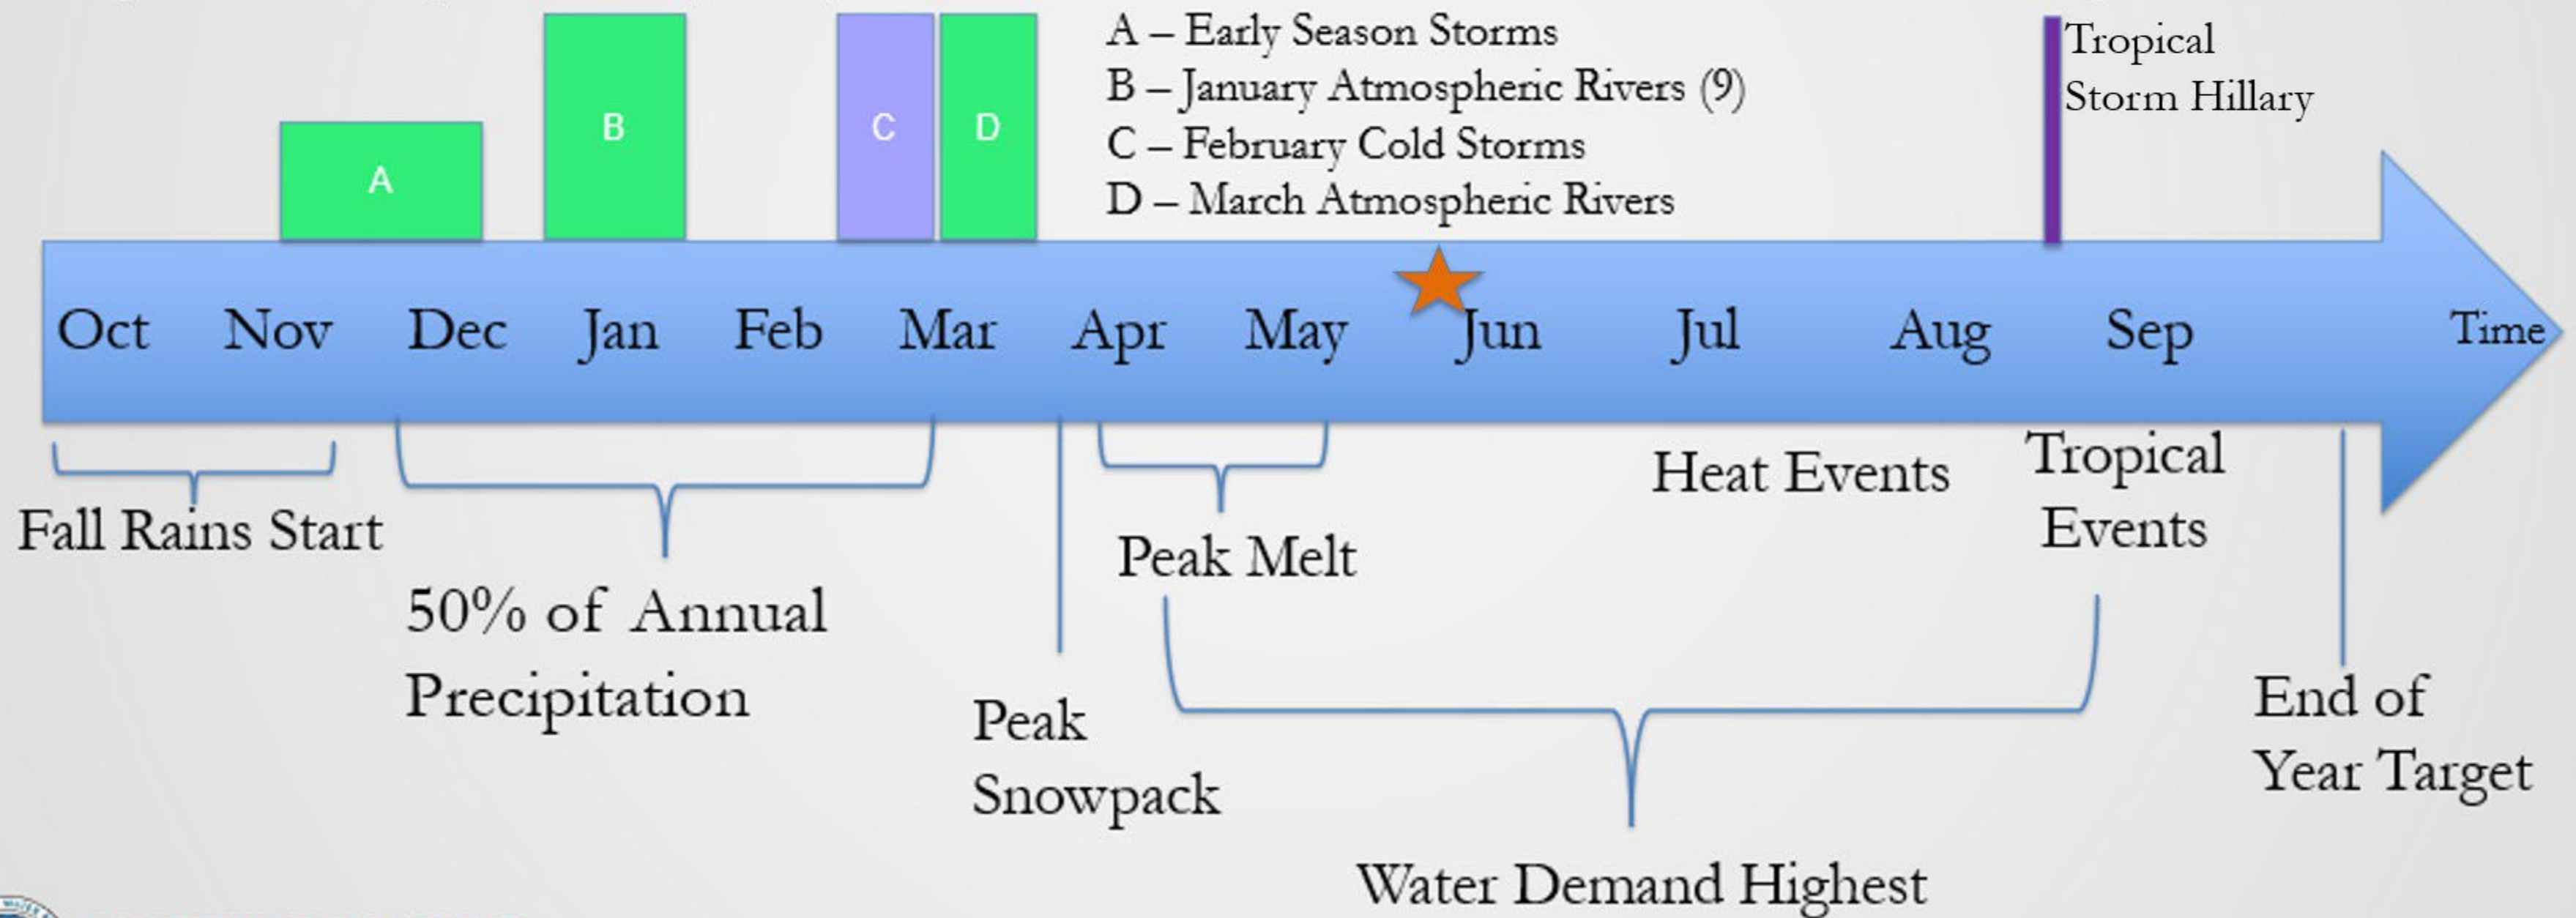 A – Early Season Storms
B – January Atmospheric Rivers (9)
C – February Cold Storms
D – March Atmospheric Rivers
Tropical
Storm Hillary
A
B
C
D
Oct Nov Dec Jan Feb Mar Apr May Jun Jul Aug Sep Time
Fall Rains Start
50% of Annual
Precipitation
Peak
Snowpack
Peak Melt
Heat Events
Tropical
Events
Water Demand Highest
End of
Year Target